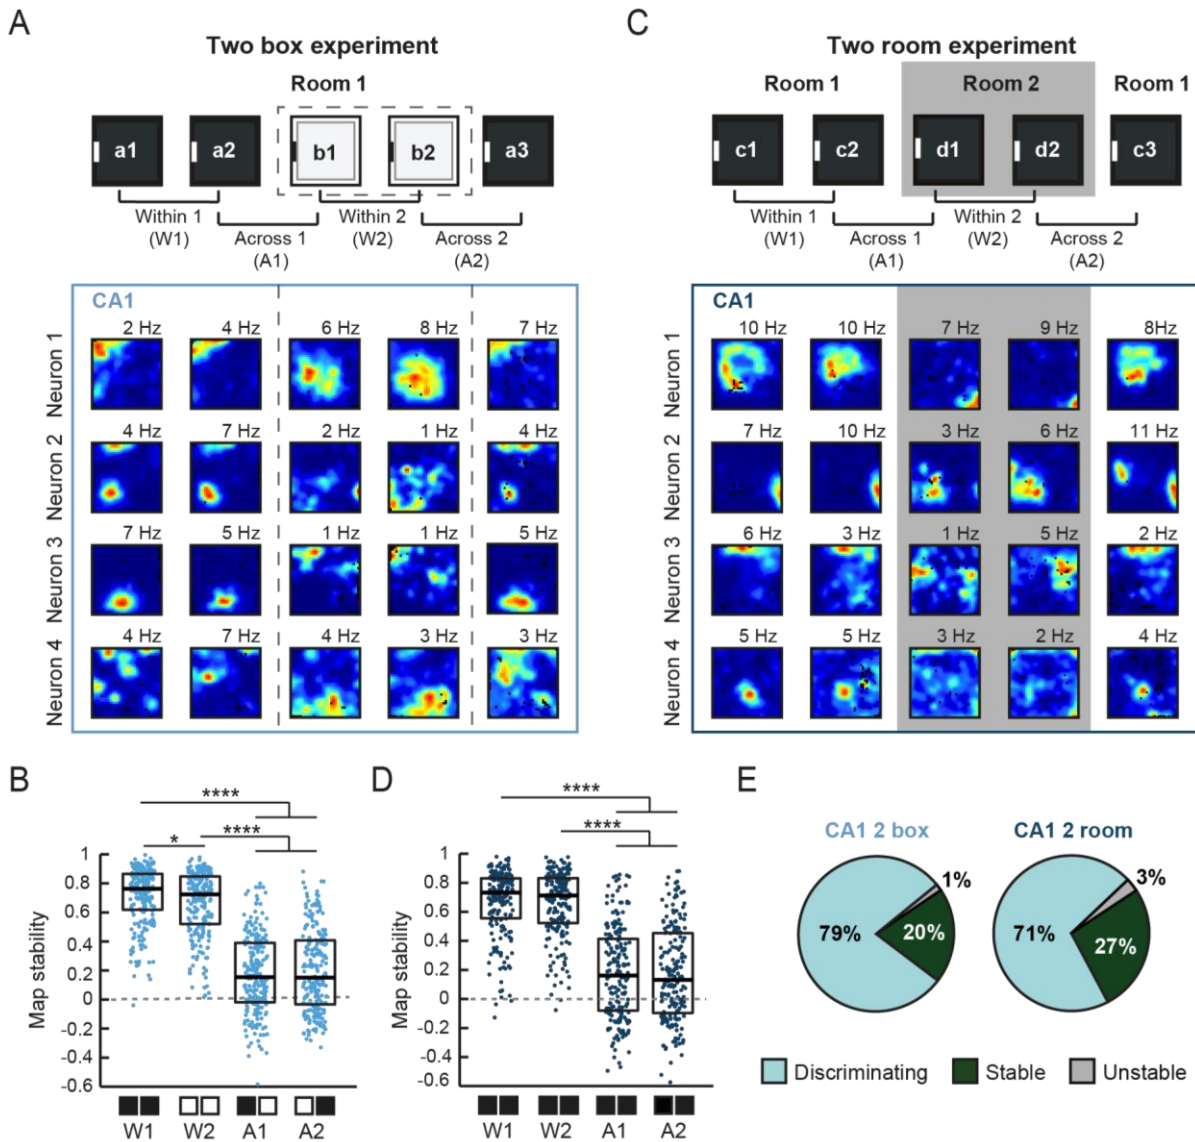 A
Two box experiment
Room 1
a1 a2 b1 b2 a3
Within 1 Within 2
(W1) (W2)
Across 1 Across 2
(A1) (A2)
CA1
Neuron 1
2 Hz 4 Hz 6 Hz 8 Hz 7 Hz
Neuron 2
4 Hz 7 Hz 2 Hz 1 Hz 4 Hz
Neuron 3
7 Hz 5 Hz 1 Hz 1 Hz 5 Hz
Neuron 4
4 Hz 7 Hz 4 Hz 3 Hz 3 Hz
C
Two room experiment
Room 1 Room 2 Room 1
c1 c2 d1 d2 c3
Within 1 Within 2
(W1) (W2)
Across 1 Across 2
(A1) (A2)
CA1
Neuron 1
10 Hz 10 Hz 7 Hz 9 Hz 8Hz
Neuron 2
7 Hz 10 Hz 3 Hz 6 Hz 11 Hz
Neuron 3
6 Hz 3 Hz 1 Hz 5 Hz 2 Hz
Neuron 4
5 Hz 5 Hz 3 Hz 2 Hz 4 Hz
B
****
* ****
Map stability
1
0.8
0.6
0.4
0.2
0
-0.2
-0.4
-0.6
W1 W2 A1 A2
D
****
****
Map stability
1
0.8
0.6
0.4
0.2
0
-0.2
-0.4
-0.6
W1 W2 A1 A2
E
CA1 2 box CA1 2 room
79% 20% 1%
71% 27% 3%
Discriminating Stable Unstable